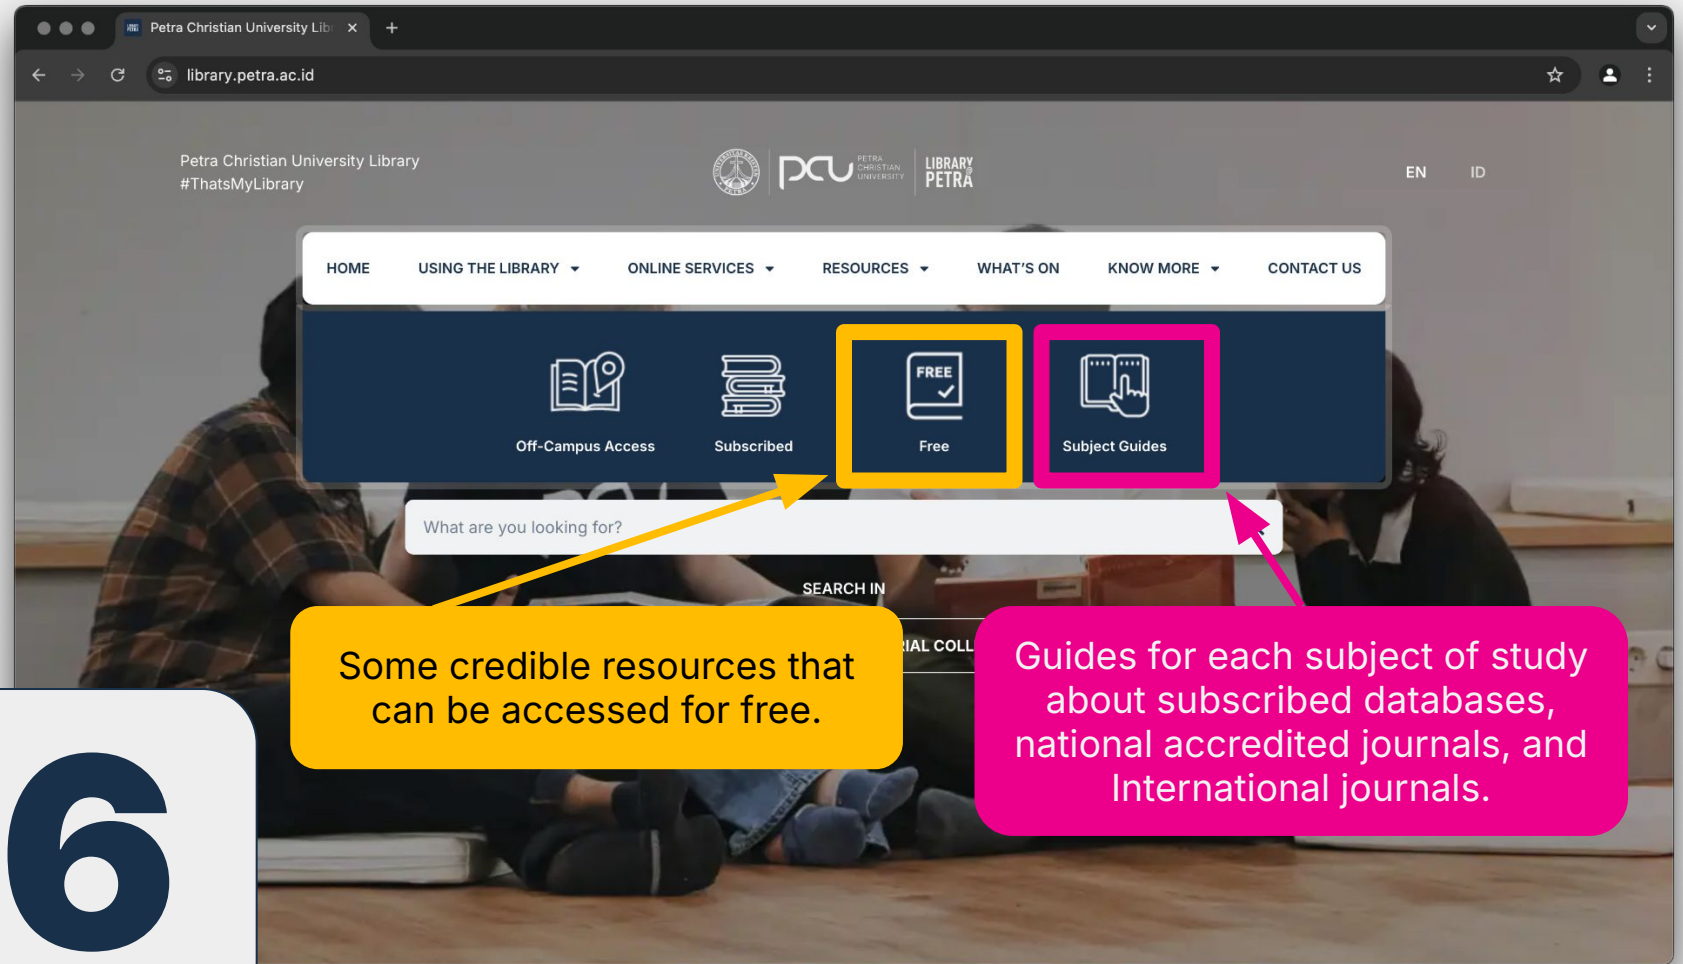 Petra Christian University Lib
library.petra.ac.id
Petra Christian University Library
#ThatsMyLibrary
PCU
PETRA
CHRISTIAN
UNIVERSITY
LIBRARY@
PETRA
EN ID
HOME USING THE LIBRARY ONLINE SERVICES RESOURCES WHAT'S ON KNOW MORE CONTACT US
FREE
Off-Campus Access Subscribed Free Subject Guides
What are you looking for?
SEARCH IN
IAL COLL
Some credible resources that
can be accessed for free.
Guides for each subject of study
about subscribed databases,
national accredited journals, and
International journals.
6